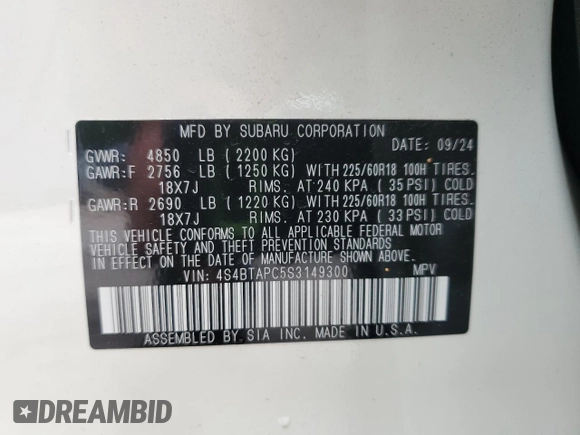 MFD BY SUBARU CORPORATION
DATE: 09/24
GVWR: 4850 LB (2200 KG)
GAWR:F 2756 LB (1250 KG) WITH 225/60R18 100H TIRES.
18X7J RIMS. AT 240 KPA (35 PSI) COLD
GAWR:R 2690 LB (1220 KG) WITH 225/60R18 100H TIRES.
18X7J RIMS. AT 230 KPA (33 PSI) COLD
THIS VEHICLE CONFORMS TO ALL APPLICABLE FEDERAL MOTOR
VEHICLE SAFETY AND THEFT PREVENTION STANDARDS
IN EFFECT ON THE DATE OF MANUFACTURE SHOWN ABOVE.
VIN: 4S4BTAPC5S3149300 MPV
ASSEMBLED BY SIA INC. MADE IN U.S.A.
DREAMBID